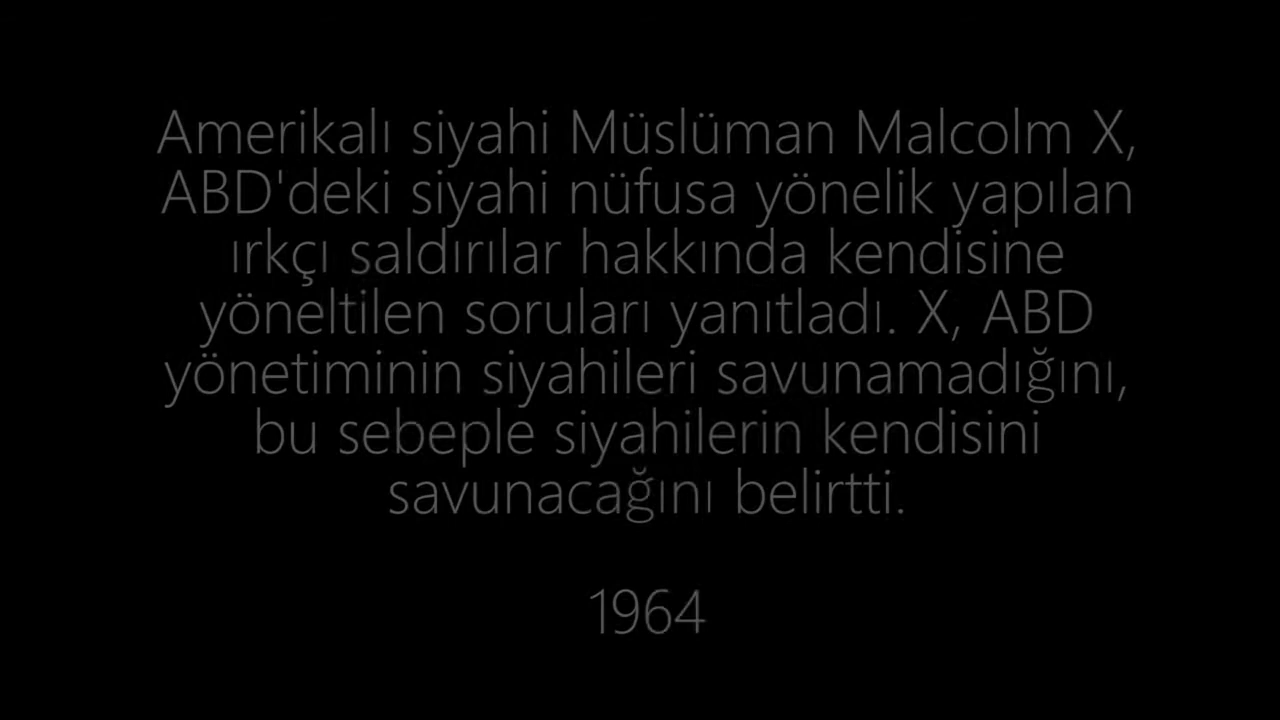 Amerikalı siyahi Müslüman Malcolm X,
ABD'deki siyahi nüfusa yönelik yapılan
ırkçı saldırılar hakkında kendisine
yöneltilen soruları yanıtladı. X, ABD
yönetiminin siyahileri savunamadığını,
bu sebeple siyahilerin kendisini
savunacağını belirtti.
1964